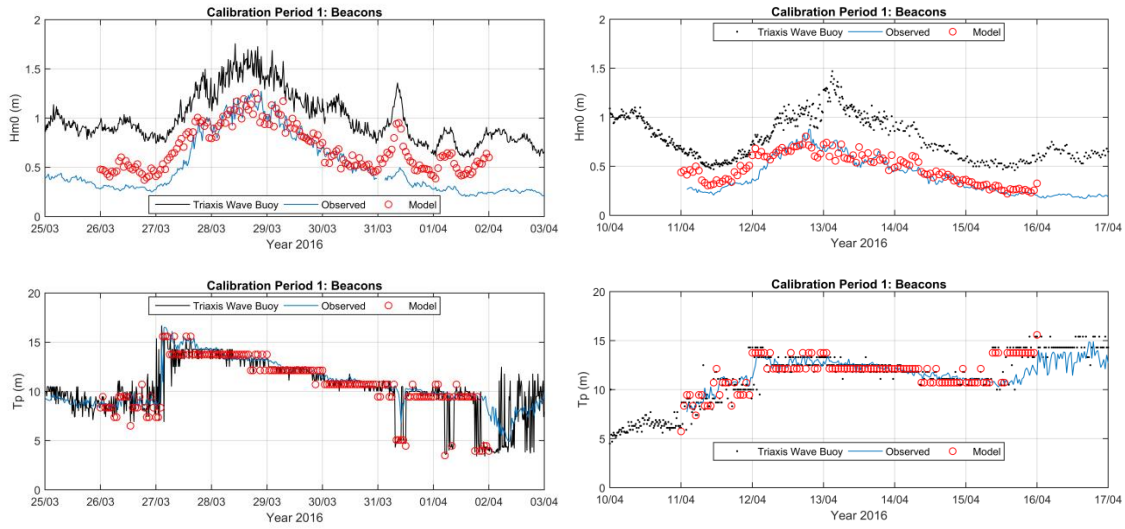 Calibration Period 1: Beacons
2
1.5
1
0.5
0
Hm0 (m)
Triaxis Wave Buoy Observed Model
25/03 26/03 27/03 28/03 29/03 30/03 31/03 01/04 02/04 03/04
Year 2016
Calibration Period 1: Beacons
2
1.5
1
0.5
0
Hm0 (m)
Triaxis Wave Buoy Observed Model
10/04 11/04 12/04 13/04 14/04 15/04 16/04 17/04
Year 2016
Calibration Period 1: Beacons
20
15
10
5
0
Tp (m)
Triaxis Wave Buoy Observed Model
25/03 26/03 27/03 28/03 29/03 30/03 31/03 01/04 02/04 03/04
Year 2016
Calibration Period 1: Beacons
20
15
10
5
0
Tp (m)
Triaxis Wave Buoy Observed Model
10/04 11/04 12/04 13/04 14/04 15/04 16/04 17/04
Year 2016